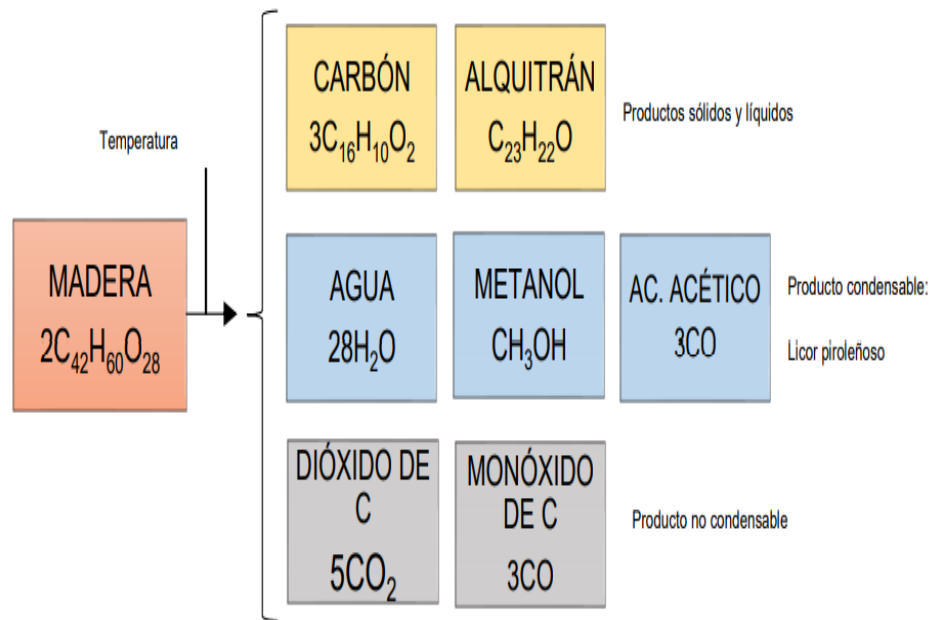 Temperatura
MADERA
2C₄₂H₆₀O₂₈
CARBÓN
3C₁₆H₁₀O₂
ALQUITRÁN
C₂₃H₂₂O
Productos sólidos y líquidos
AGUA
28H₂O
METANOL
CH₃OH
AC. ACÉTICO
3CO
Producto condensable:
Licor piroleñoso
DIÓXIDO DE
C
5CO₂
MONÓXIDO
DE C
3CO
Producto no condensable